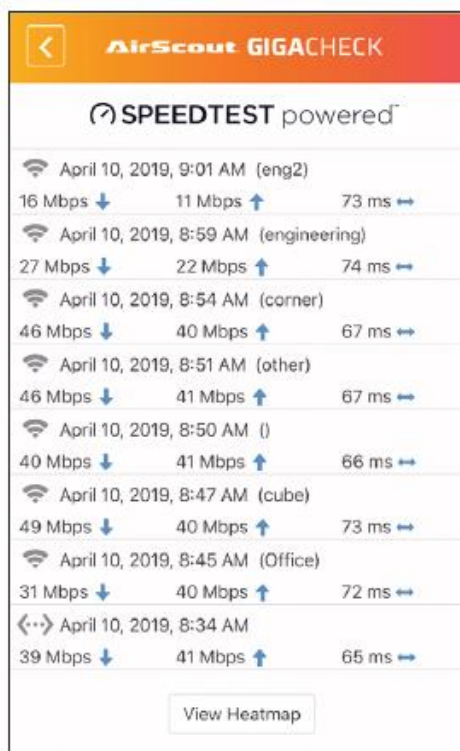 AirScout GIGACHECK
SPEEDTEST powered™
April 10, 2019, 9:01 AM (eng2)
16 Mbps ↓ 11 Mbps ↑ 73 ms ↔
April 10, 2019, 8:59 AM (engineering)
27 Mbps ↓ 22 Mbps ↑ 74 ms ↔
April 10, 2019, 8:54 AM (corner)
46 Mbps ↓ 40 Mbps ↑ 67 ms ↔
April 10, 2019, 8:51 AM (other)
46 Mbps ↓ 41 Mbps ↑ 67 ms ↔
April 10, 2019, 8:50 AM ()
40 Mbps ↓ 41 Mbps ↑ 66 ms ↔
April 10, 2019, 8:47 AM (cube)
49 Mbps ↓ 40 Mbps ↑ 73 ms ↔
April 10, 2019, 8:45 AM (Office)
31 Mbps ↓ 40 Mbps ↑ 72 ms ↔
April 10, 2019, 8:34 AM
39 Mbps ↓ 41 Mbps ↑ 65 ms ↔
View Heatmap